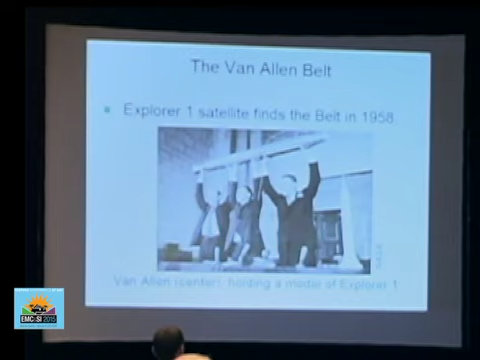 The Van Allen Belt
Explorer 1 satellite finds the Belt in 1958.
Van Allen (center), holding a model of Explorer 1
EMC-SI 2015